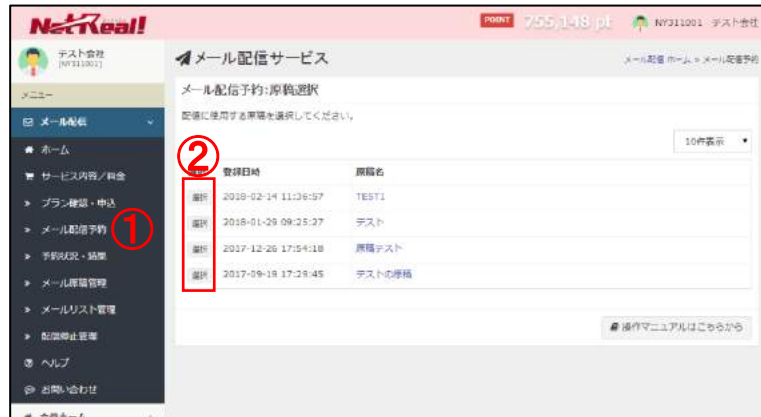 NetReal!
POINT 755,148 pt
NY311001 テスト会社
テスト会社
[NY311001]
メニュー
メール配信
ホーム
サービス内容／料金
プラン確認・申込
メール配信予約
予約状況・結果
メール原稿管理
メールリスト管理
配信停止管理
ヘルプ
お問い合わせ
①
メール配信サービス
メール配信 ホーム > メール配信予約
メール配信予約:原稿選択
配信に使用する原稿を選択してください。
10件表示
②
登録日時 原稿名
選択 2018-02-14 11:36:57 TEST1
選択 2018-01-29 09:25:27 テスト
選択 2017-12-26 17:54:18 原稿テスト
選択 2017-09-19 17:29:45 テストの原稿
操作マニュアルはこちらから